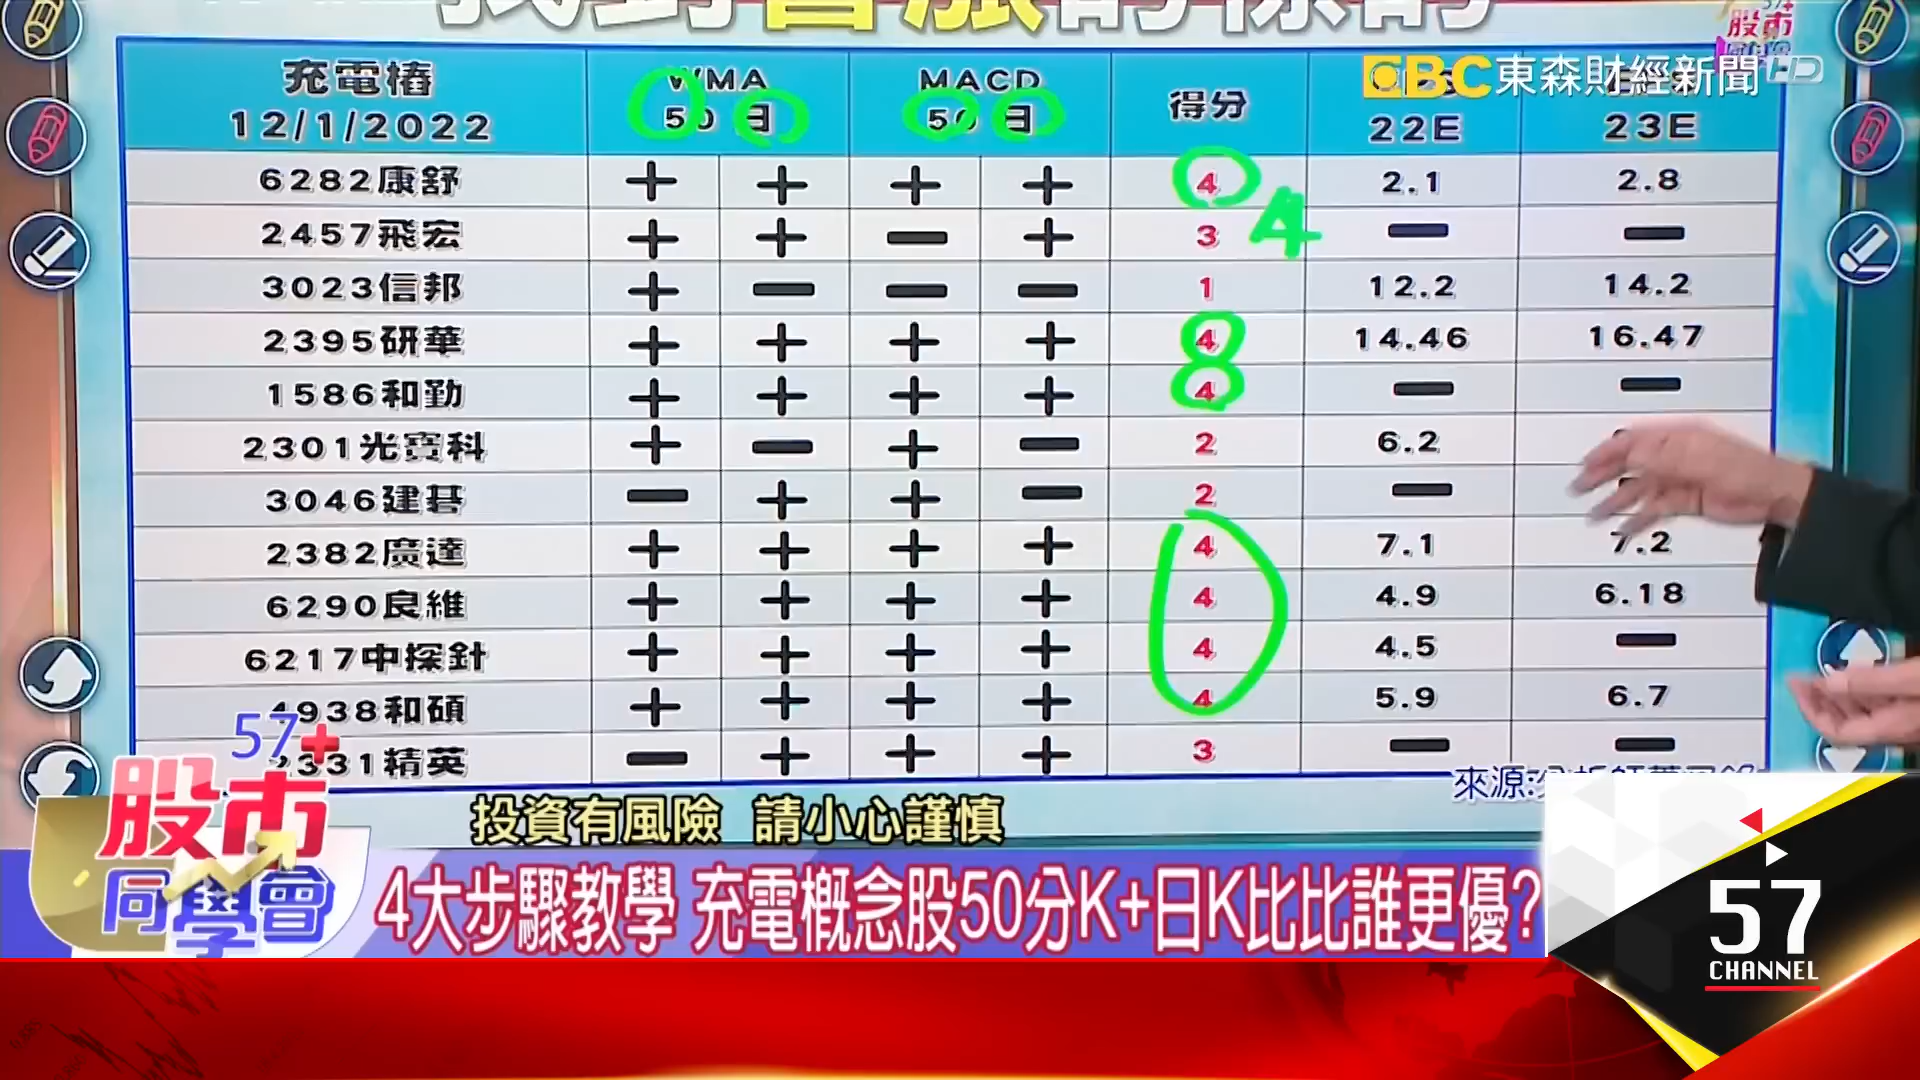 EBC東森財經新聞
57+
股市
HD
充電樁 WMA MACD 得分
12/1/2022 50 日 50 日 22E 23E
6282康舒 + + + + 4 2.1 2.8
4
2457飛宏 + + − + 3 − −
3023信邦 + − − − 1 12.2 14.2
2395研華 + + + + 4 14.46 16.47
1586和勤 + + + + 4 − −
2301光寶科 + − + − 2 6.2
3046建碁 − + + − 2 −
2382廣達 + + + + 4 7.1 7.2
6290良維 + + + + 4 4.9 6.18
6217中探針 + + + + 4 4.5 −
4938和碩 + + + + 4 5.9 6.7
2331精英 − + + + 3 − −
來源:
投資有風險 請小心謹慎
57+
股市
同學會
4大步驟教學 充電概念股50分K+日K比比誰更優?
57
CHANNEL